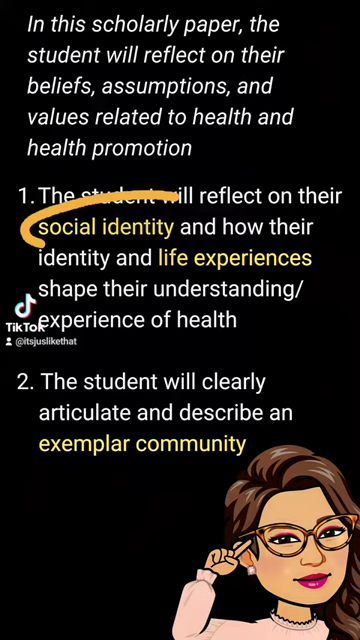 In this scholarly paper, the
student will reflect on their
beliefs, assumptions, and
values related to health and
health promotion
1. The student will reflect on their
social identity and how their
identity and life experiences
shape their understanding/
experience of health
TikTok
@itsjuslikethat
2. The student will clearly
articulate and describe an
exemplar community